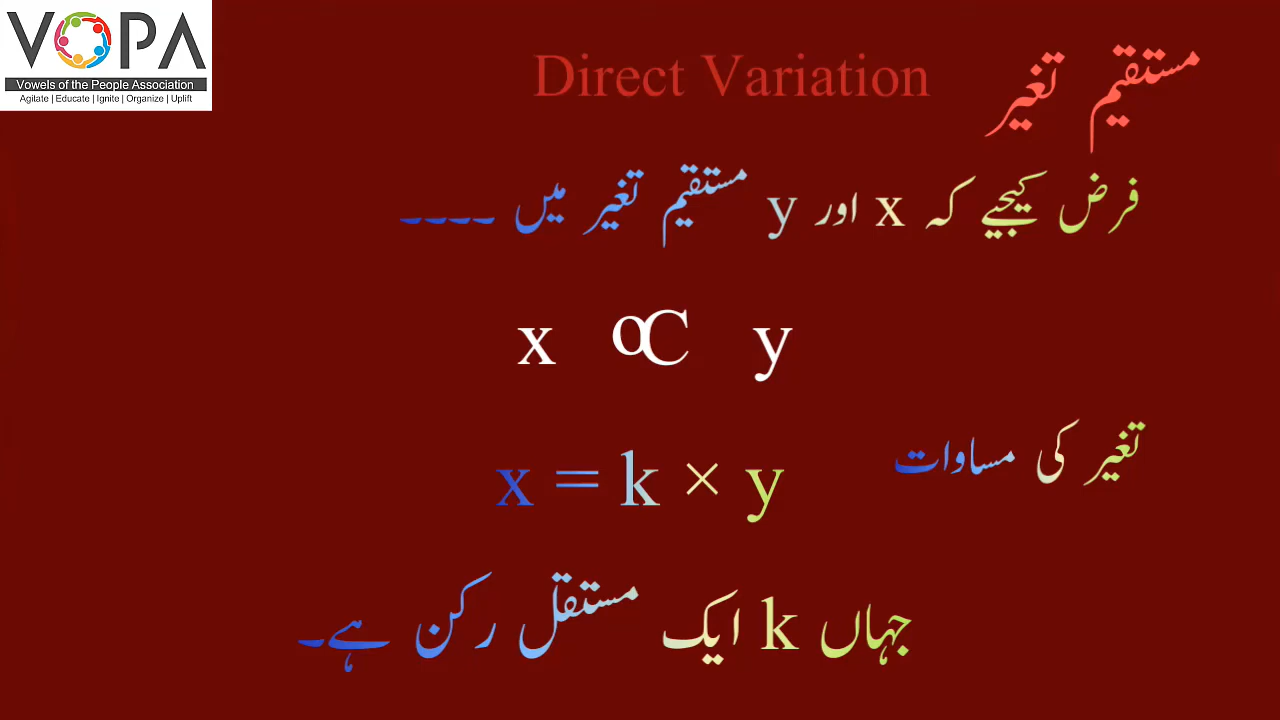 VOPA
Vowels of the People Association
Agitate | Educate | Ignite | Organize | Uplift
مستقیم تغیر Direct Variation
فرض کیجیے کہ x اور y مستقیم تغیر میں ۔۔۔۔
x ∝ y
تغیر کی مساوات x = k × y
جہاں k ایک مستقل رکن ہے۔